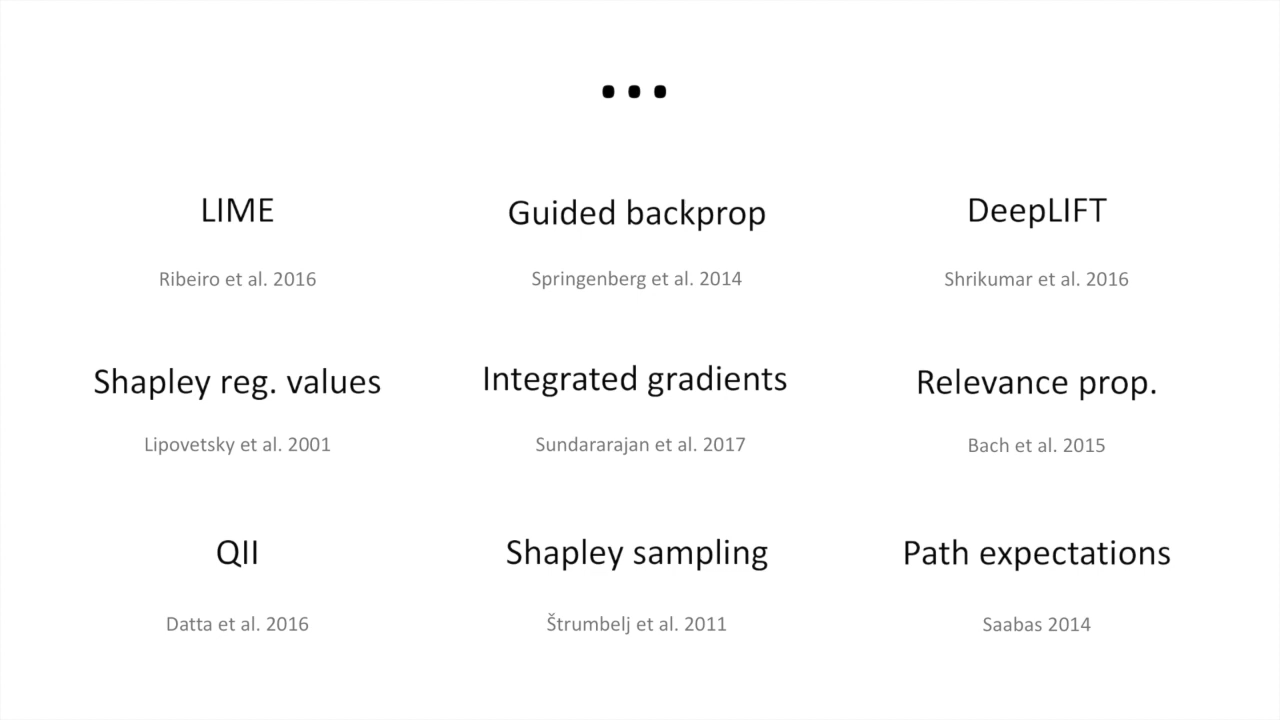 ...
LIME
Guided backprop
DeepLIFT
Ribeiro et al. 2016
Springenberg et al. 2014
Shrikumar et al. 2016
Shapley reg. values
Integrated gradients
Relevance prop.
Lipovetsky et al. 2001
Sundararajan et al. 2017
Bach et al. 2015
QII
Shapley sampling
Path expectations
Datta et al. 2016
Štrumbelj et al. 2011
Saabas 2014